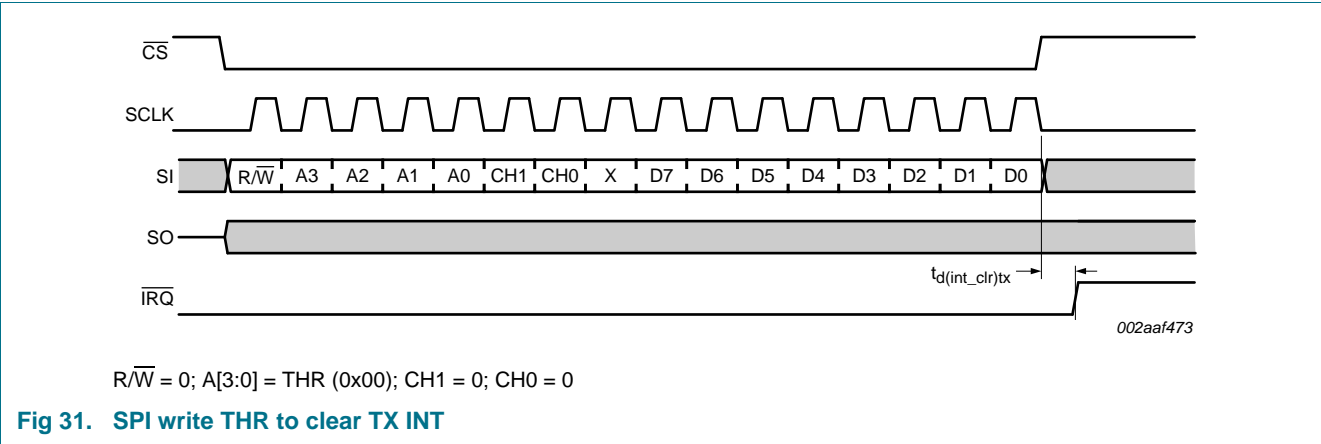 CS
SCLK
SI R/W A3 A2 A1 A0 CH1 CH0 X D7 D6 D5 D4 D3 D2 D1 D0
SO
td(int_clr)tx
IRQ
002aaf473
R/W = 0; A[3:0] = THR (0x00); CH1 = 0; CH0 = 0
Fig 31. SPI write THR to clear TX INT